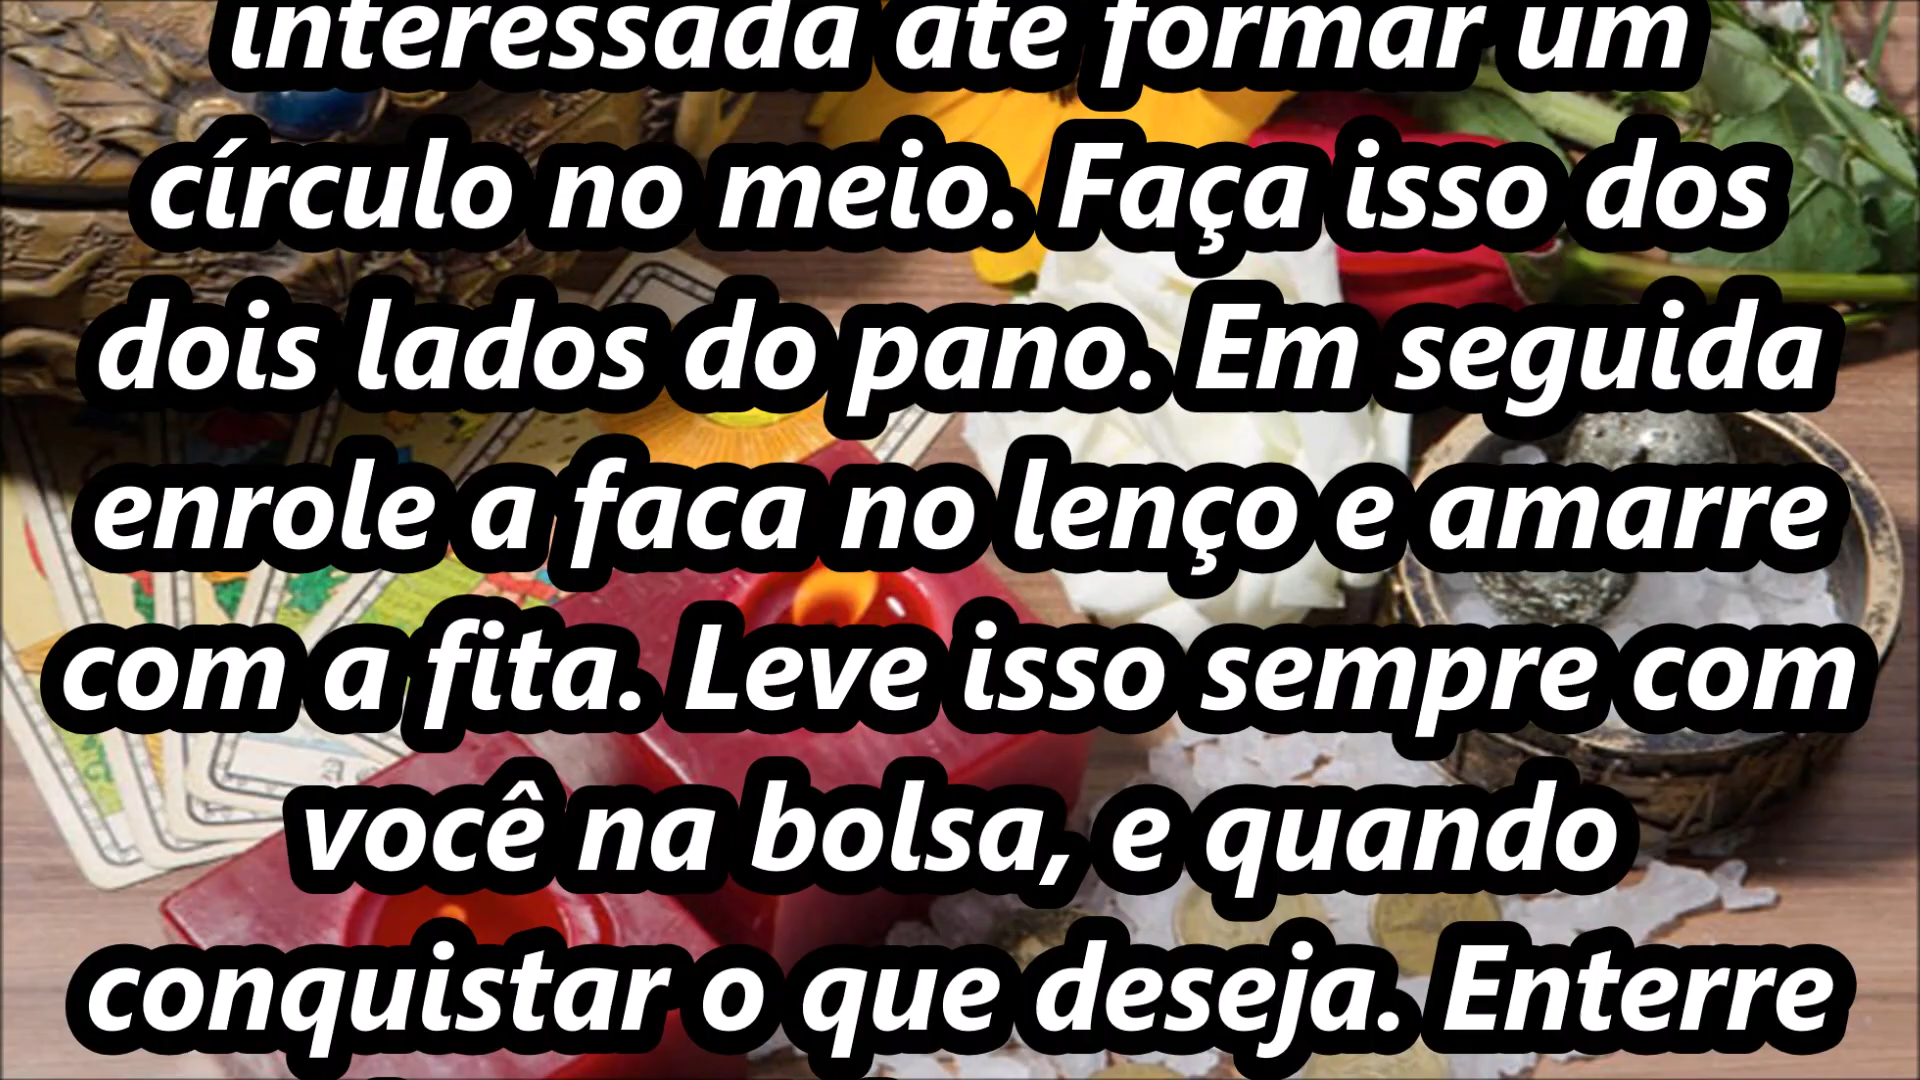 interessada até formar um
círculo no meio. Faça isso dos
dois lados do pano. Em seguida
enrole a faca no lenço e amarre
com a fita. Leve isso sempre com
você na bolsa, e quando
conquistar o que deseja. Enterre